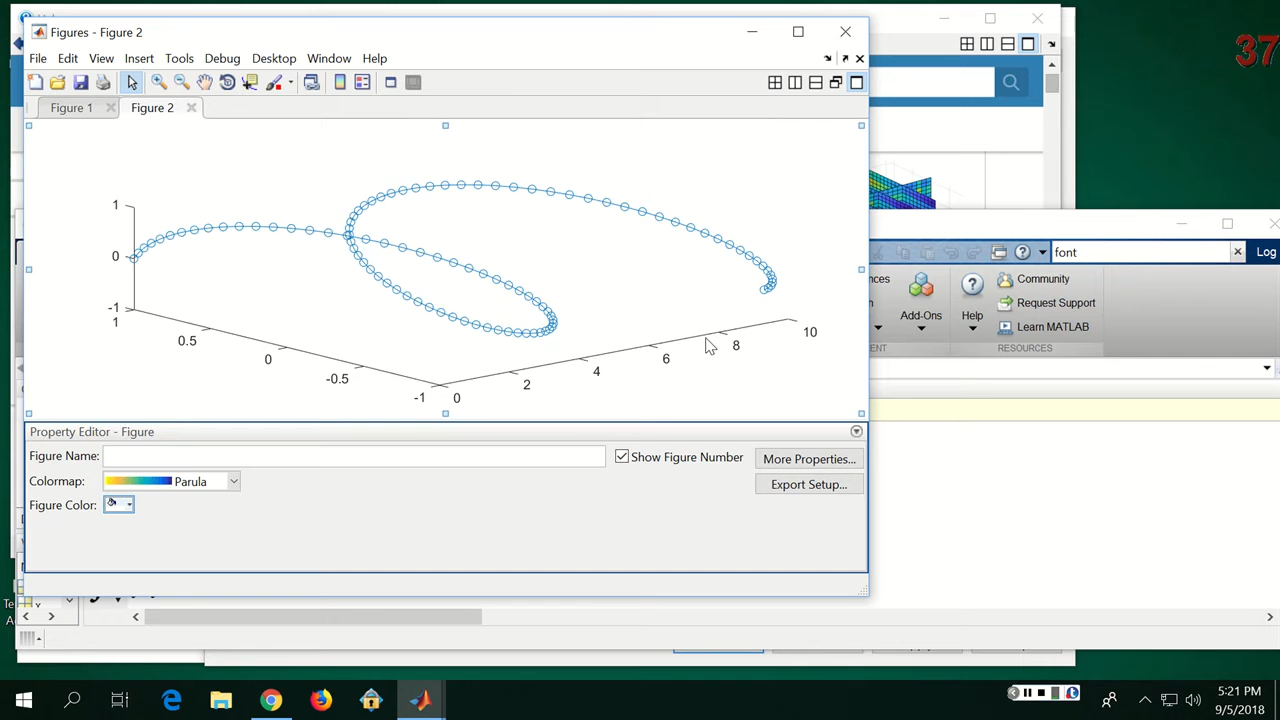 Figures - Figure 2
37
File Edit View Insert Tools Debug Desktop Window Help
Figure 1
Figure 2
1
0
-1
1
0.5
0
-0.5
-1
0
2
4
6
8
10
font
Log
Add-Ons
Help
Community
Request Support
Learn MATLAB
RESOURCES
Property Editor - Figure
Figure Name:
Show Figure Number
More Properties...
Colormap:
Parula
Export Setup...
Figure Color:
5:21 PM
9/5/2018